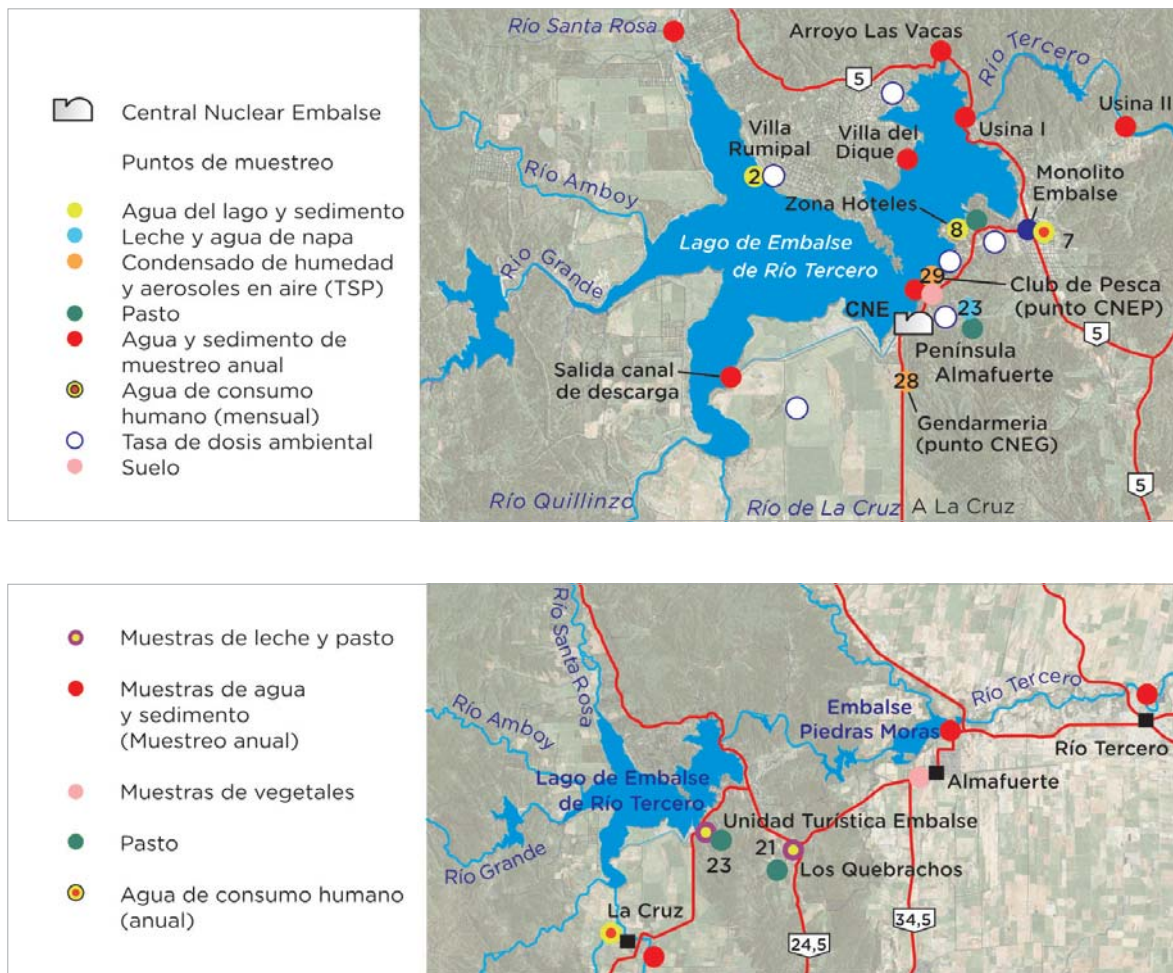 Central Nuclear Embalse
Puntos de muestreo
Agua del lago y sedimento
Leche y agua de napa
Condensado de humedad
y aerosoles en aire (TSP)
Pasto
Agua y sedimento de
muestreo anual
Agua de consumo
humano (mensual)
Tasa de dosis ambiental
Suelo
Río Santa Rosa
Arroyo Las Vacas
Río Tercero
5
Usina II
Usina I
Villa
Rumipal
Villa del
Dique
2
Río Amboy
Monolito
Embalse
Zona Hoteles
8
7
Lago de Embalse
de Río Tercero
Río Grande
29
Club de Pesca
(punto CNEP)
CNE
23
5
Península
Almafuerte
Salida canal
de descarga
28
Gendarmeria
(punto CNEG)
5
Río Quillinzo
Río de La Cruz
A La Cruz
Muestras de leche y pasto
Muestras de agua
y sedimento
(Muestreo anual)
Muestras de vegetales
Pasto
Agua de consumo humano
(anual)
Río Santa Rosa
Río Amboy
Río Tercero
Embalse
Piedras Moras
Río Tercero
Lago de Embalse
de Río Tercero
Almafuerte
Unidad Turística Embalse
23
21
Los Quebrachos
Río Grande
La Cruz
34,5
24,5